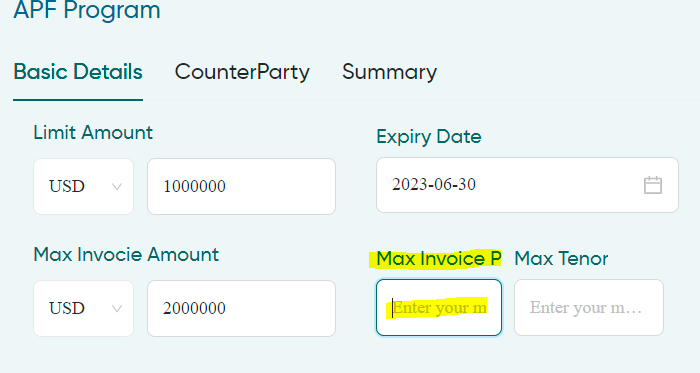 APF Program
Basic Details CounterParty Summary
Limit Amount Expiry Date
USD 1000000 2023-06-30
Max Invocie Amount Max Invoice P Max Tenor
USD 2000000 Enter your m Enter your m...